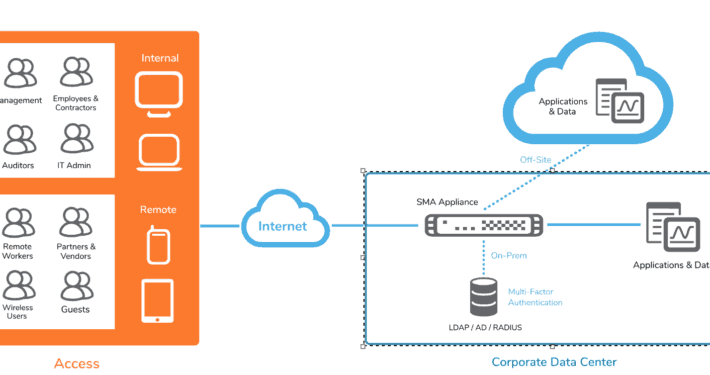 Internal
anagement
Employees &
Contractors
Auditors
IT Admin
Remote
Remote
Workers
Partners &
Vendors
Wireless
Users
Guests
Access
Internet
Applications
& Data
Off-Site
SMA Appliance
On-Prem
Multi-Factor
Authentication
LDAP / AD / RADIUS
Applications & Dat
Corporate Data Center